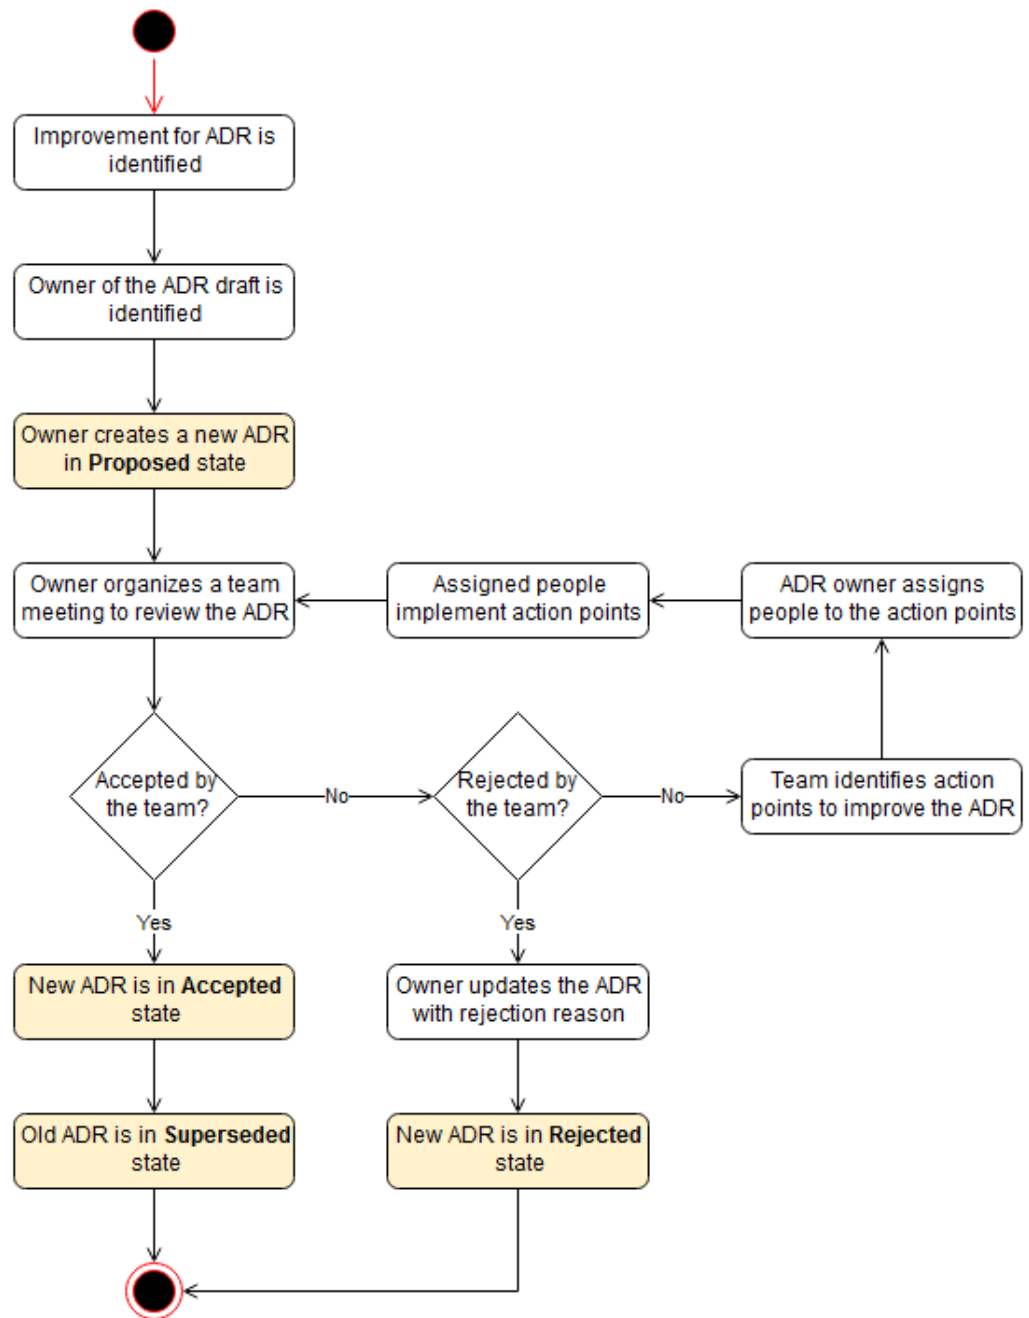 Improvement for ADR is
identified
Owner of the ADR draft is
identified
Owner creates a new ADR
in Proposed state
Owner organizes a team
meeting to review the ADR
Assigned people
implement action points
ADR owner assigns
people to the action points
Accepted by
the team?
No
Rejected by
the team?
No
Team identifies action
points to improve the ADR
Yes
Yes
New ADR is in Accepted
state
Owner updates the ADR
with rejection reason
Old ADR is in Superseded
state
New ADR is in Rejected
state